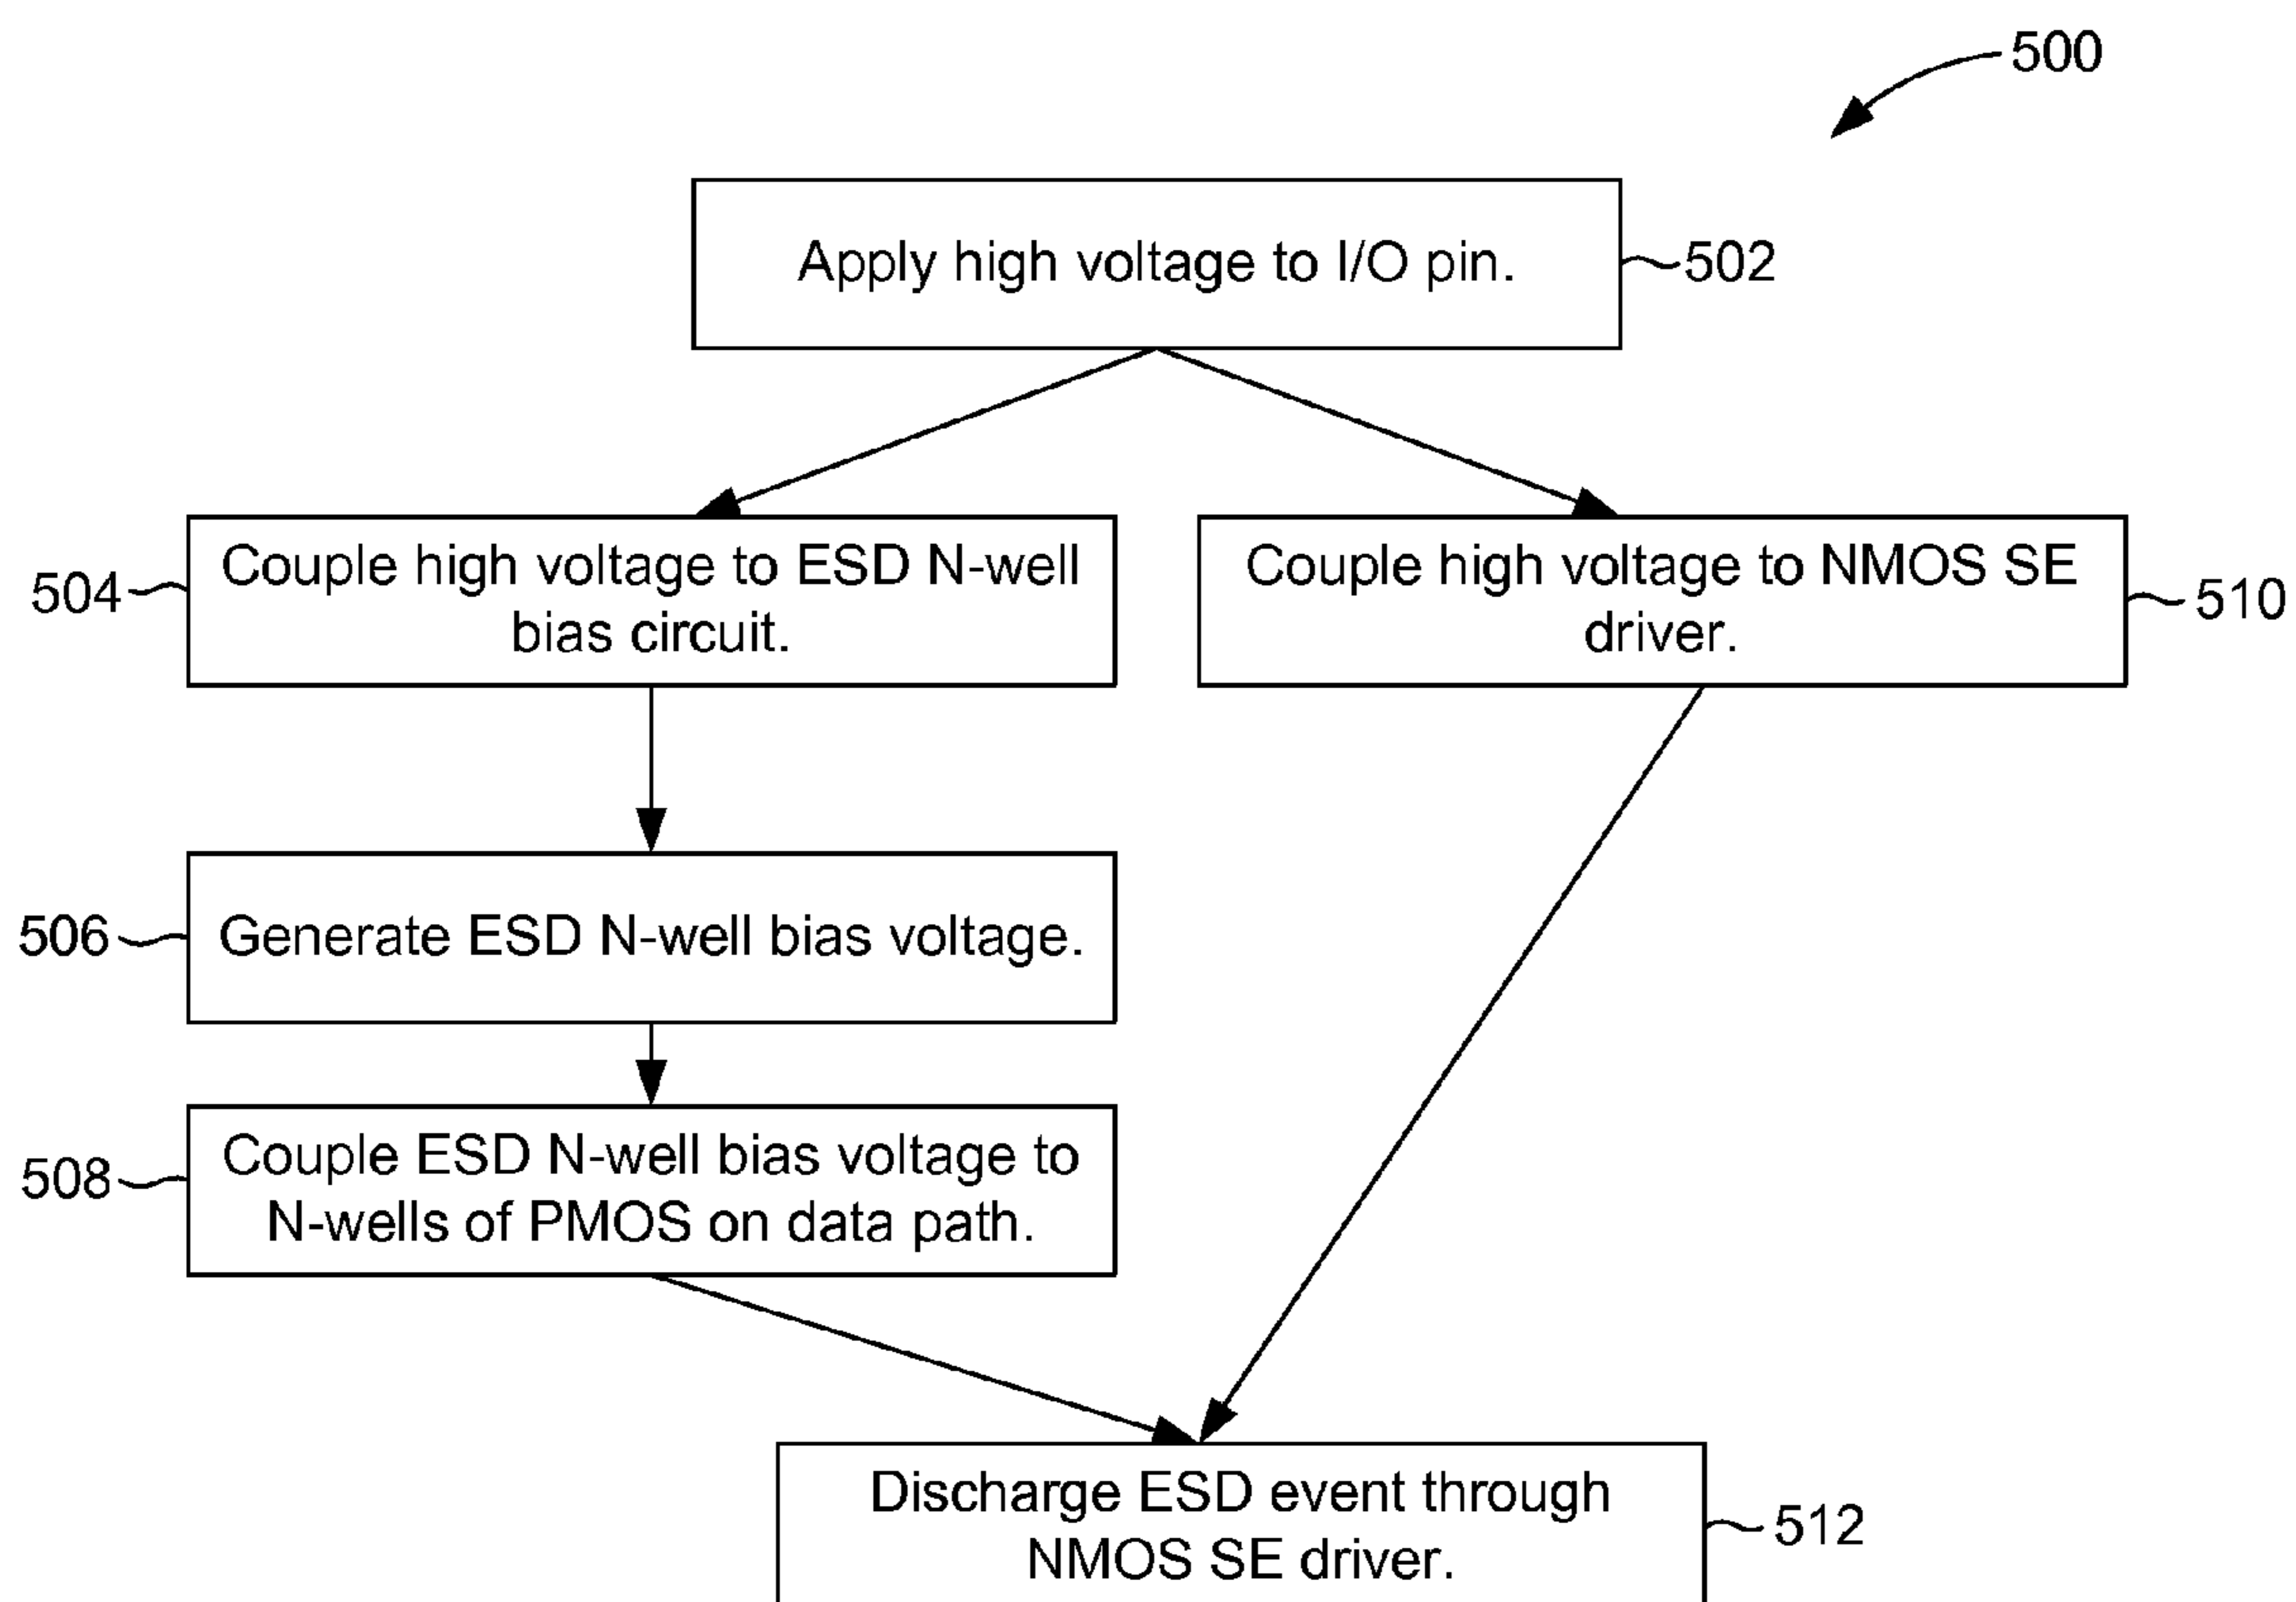 500
Apply high voltage to I/O pin.
502
504
Couple high voltage to ESD N-well
bias circuit.
Couple high voltage to NMOS SE
driver.
510
506
Generate ESD N-well bias voltage.
508
Couple ESD N-well bias voltage to
N-wells of PMOS on data path.
Discharge ESD event through
NMOS SE driver.
512